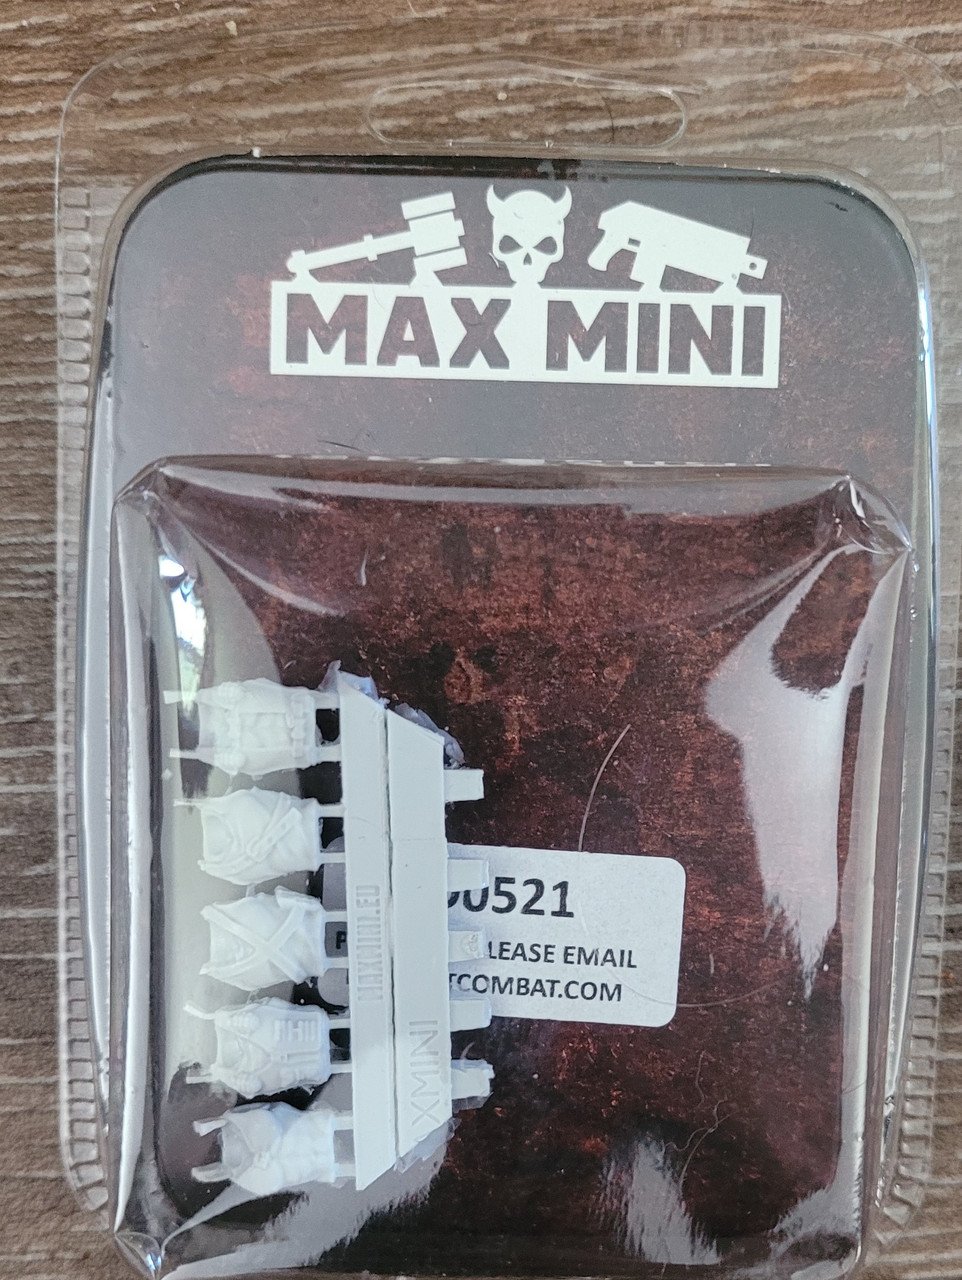 MAX MINI
0521
LEASE EMAIL
TCOMBAT.COM
MAXMINI.EU
XMINI